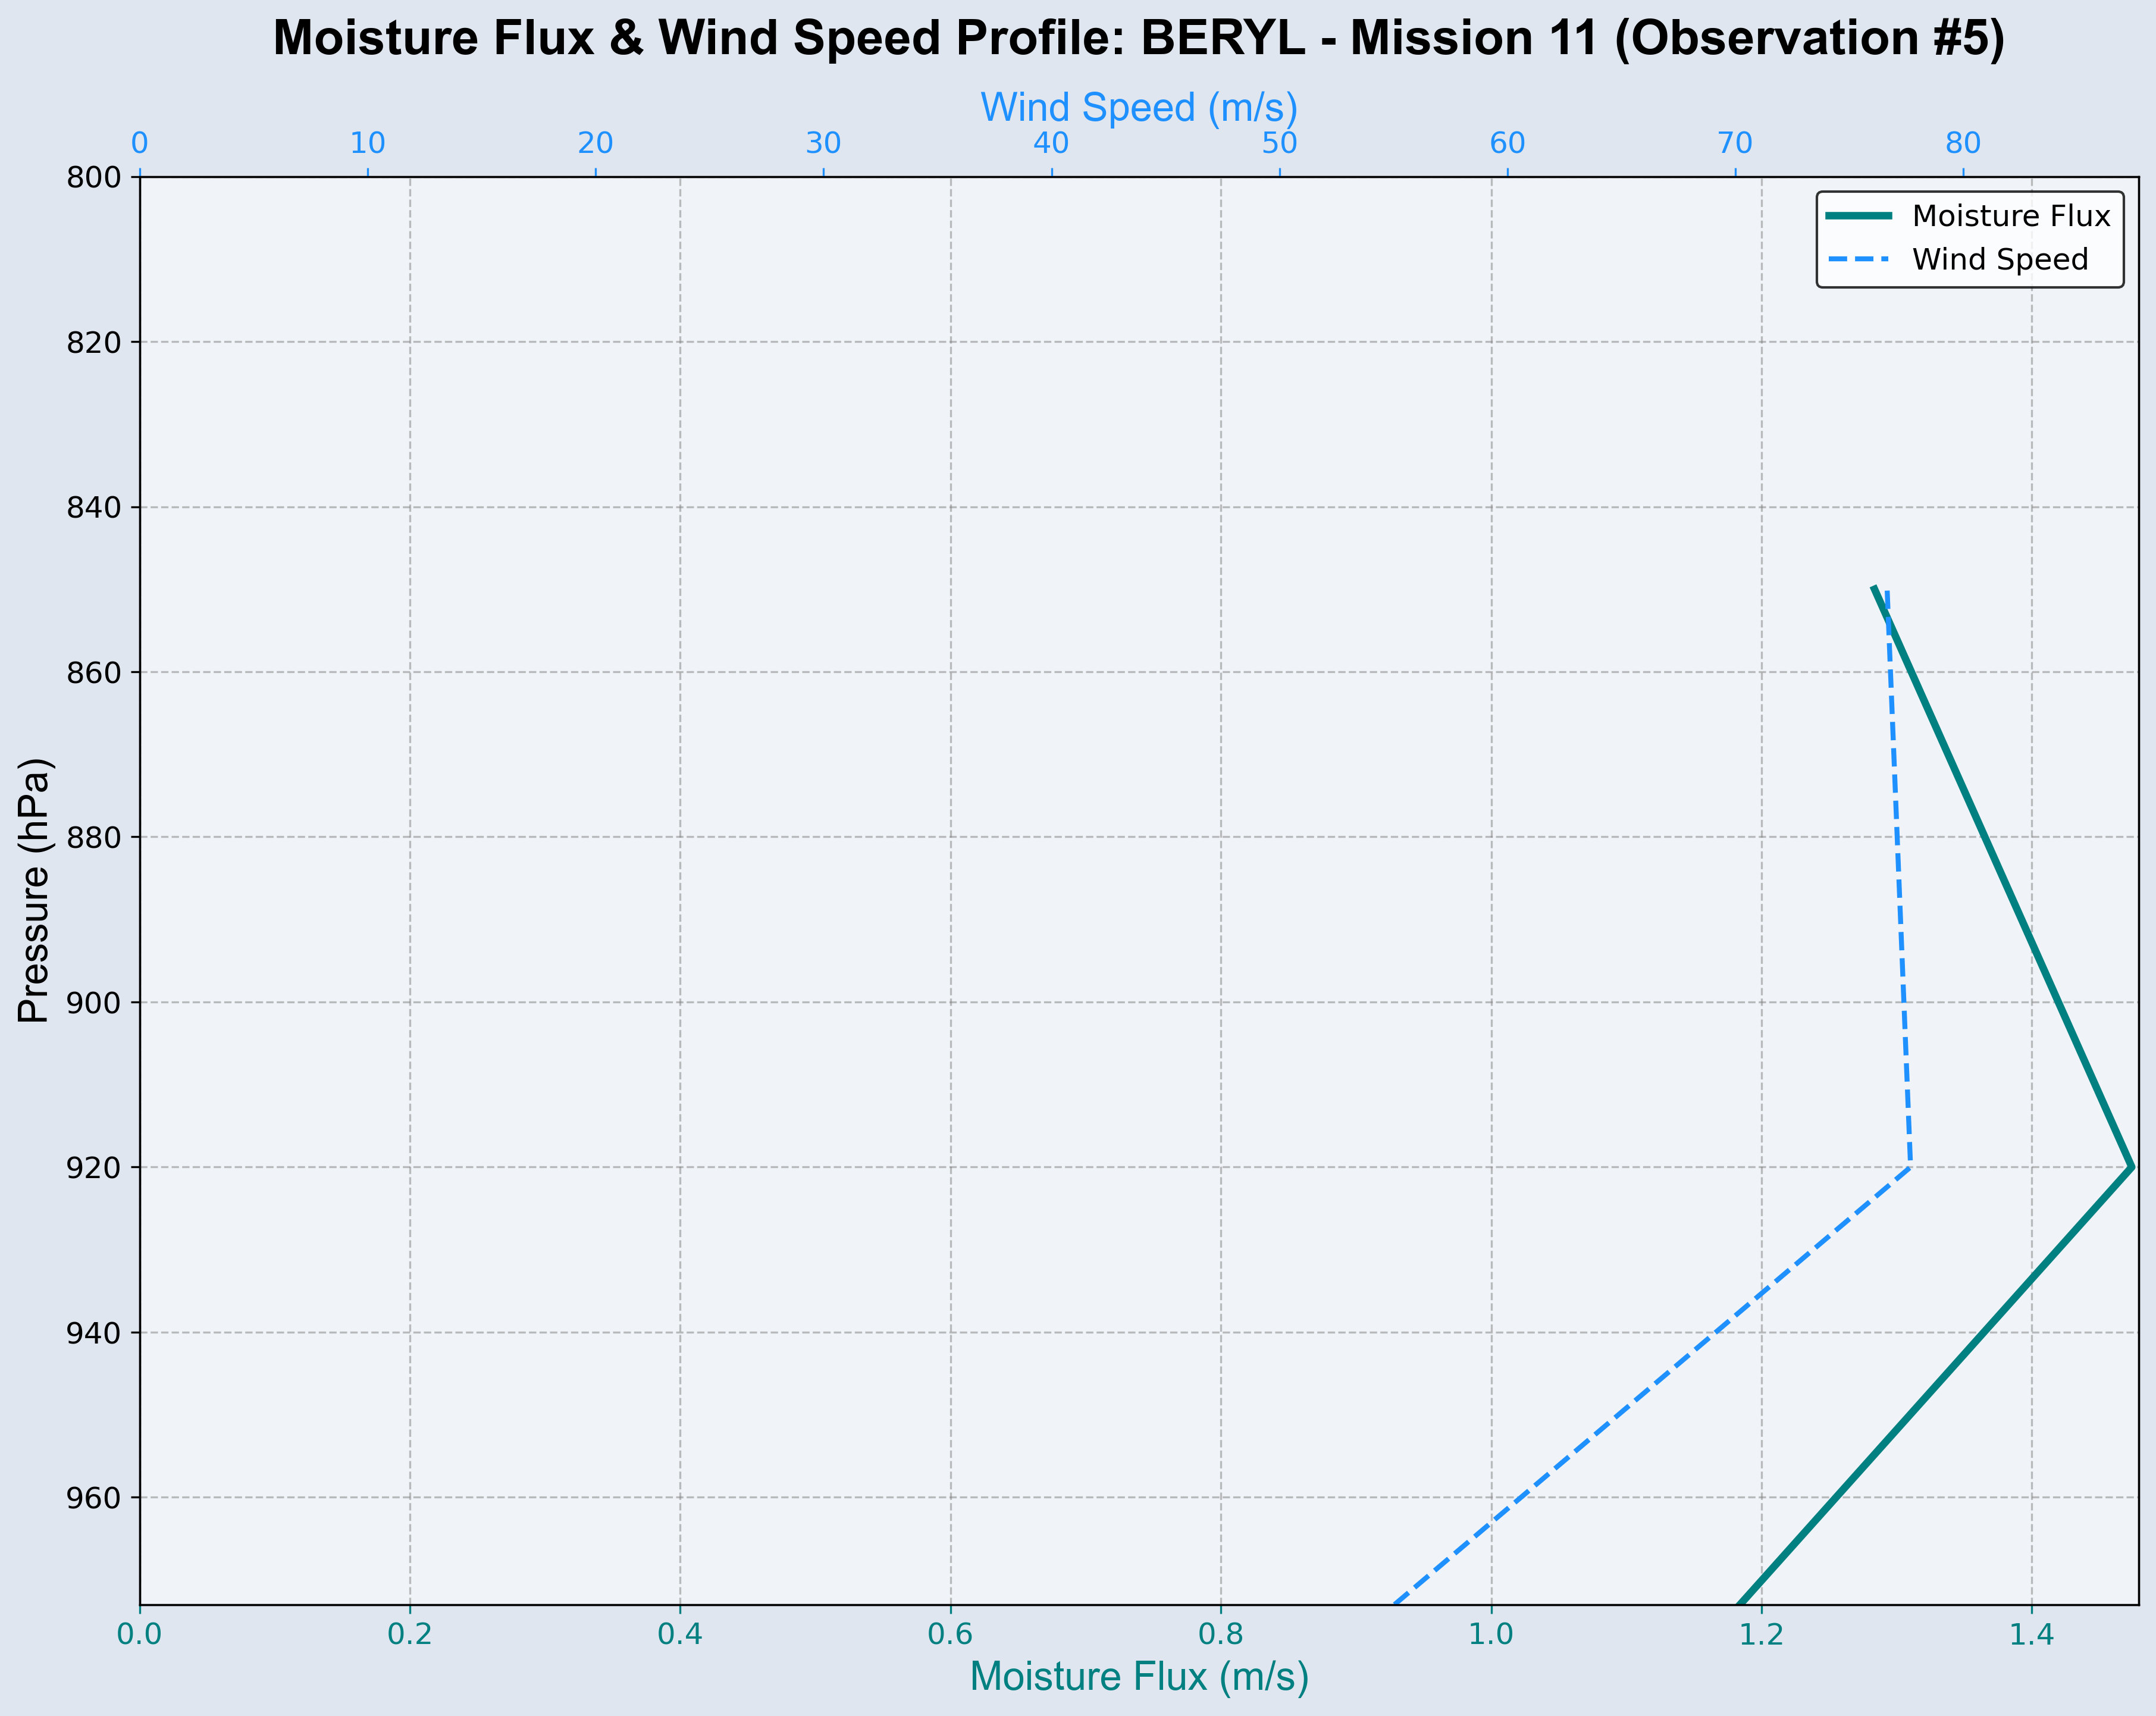 Moisture Flux & Wind Speed Profile: BERYL - Mission 11 (Observation #5)
Wind Speed (m/s)
0 10 20 30 40 50 60 70 80
Moisture Flux
Wind Speed
Pressure (hPa)
800
820
840
860
880
900
920
940
960
0.0 0.2 0.4 0.6 0.8 1.0 1.2 1.4
Moisture Flux (m/s)